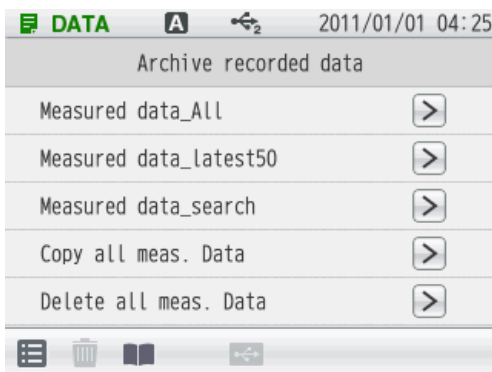 DATA A 2 2011/01/01 04:25
Archive recorded data
Measured data_All
Measured data_latest50
Measured data_search
Copy all meas. Data
Delete all meas. Data